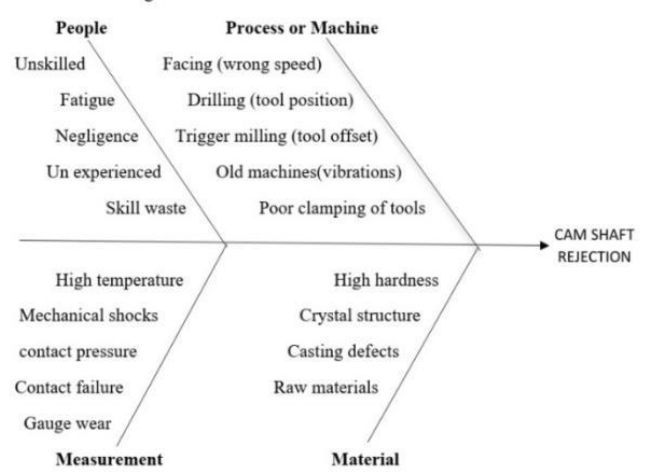 People
Unskilled
Fatigue
Negligence
Un experienced
Skill waste
Process or Machine
Facing (wrong speed)
Drilling (tool position)
Trigger milling (tool offset)
Old machines(vibrations)
Poor clamping of tools
CAM SHAFT
REJECTION
High temperature
Mechanical shocks
contact pressure
Contact failure
Gauge wear
Measurement
High hardness
Crystal structure
Casting defects
Raw materials
Material